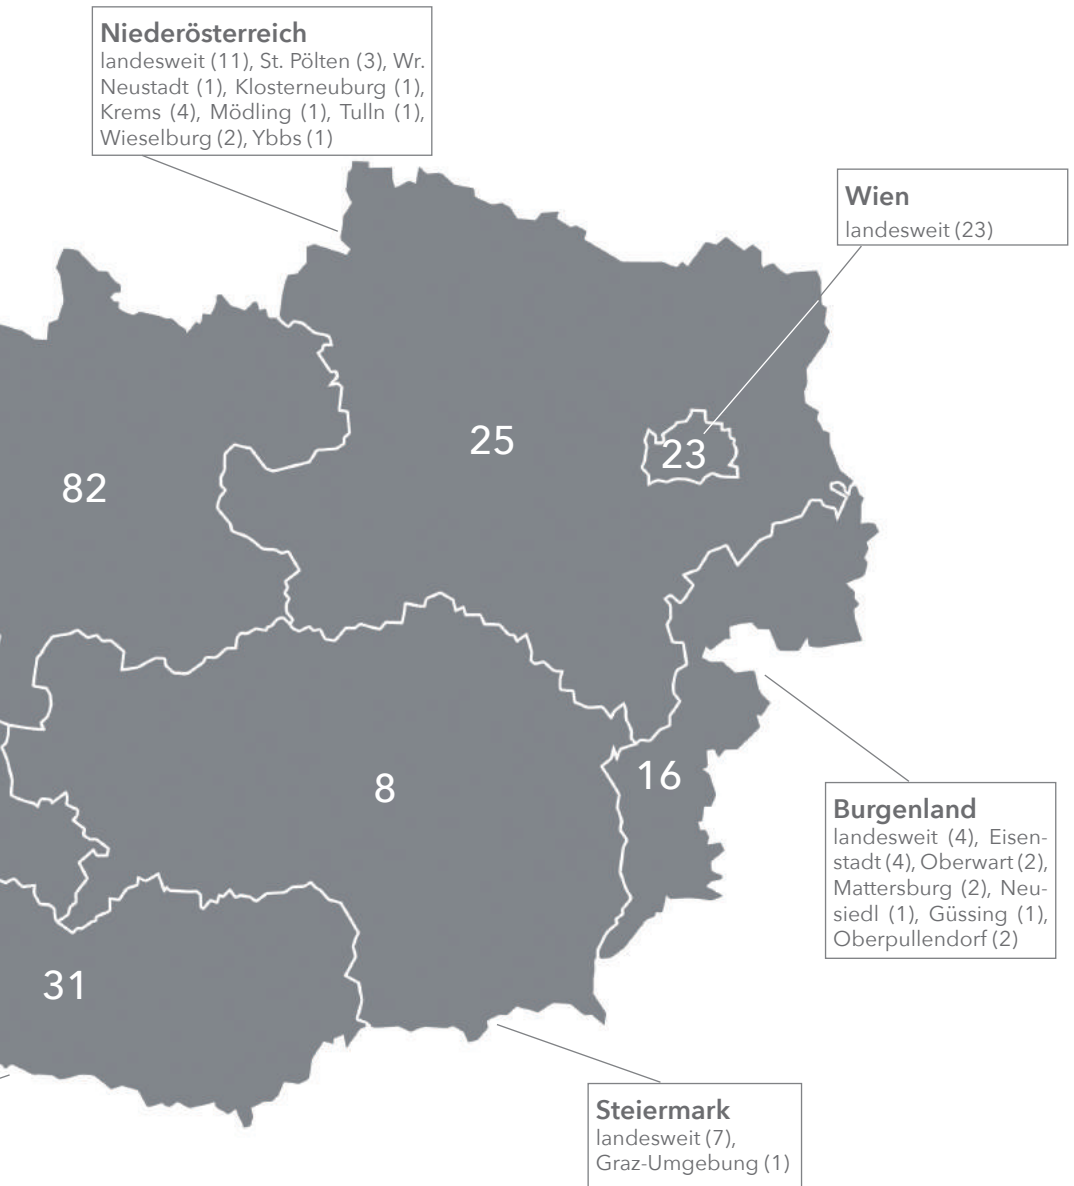 Niederösterreich
landesweit (11), St. Pölten (3), Wr.
Neustadt (1), Klosterneuburg (1),
Krems (4), Mödling (1), Tulln (1),
Wieselburg (2), Ybbs (1)
Wien
landesweit (23)
25
23
82
8
16
Burgenland
landesweit (4), Eisen-
stadt (4), Oberwart (2),
Mattersburg (2), Neu-
siedl (1), Güssing (1),
Oberpullendorf (2)
31
Steiermark
landesweit (7),
Graz-Umgebung (1)